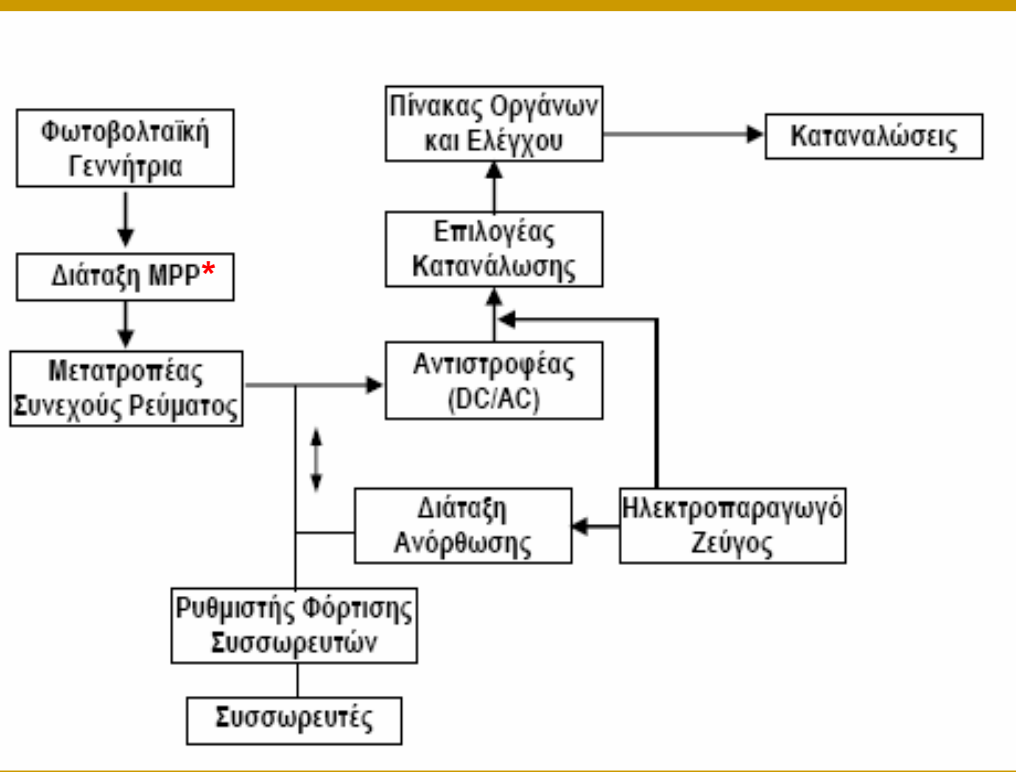 Φωτοβολταϊκή
Γεννήτρια
Διάταξη MPP*
Μετατροπέας
Συνεχούς Ρεύματος
Πίνακας Οργάνων
και Ελέγχου
Καταναλώσεις
Επιλογέας
Κατανάλωσης
Αντιστροφέας
(DC/AC)
Διάταξη
Ανόρθωσης
Ηλεκτροπαραγωγό
Ζεύγος
Ρυθμιστής Φόρτισης
Συσσωρευτών
Συσσωρευτές